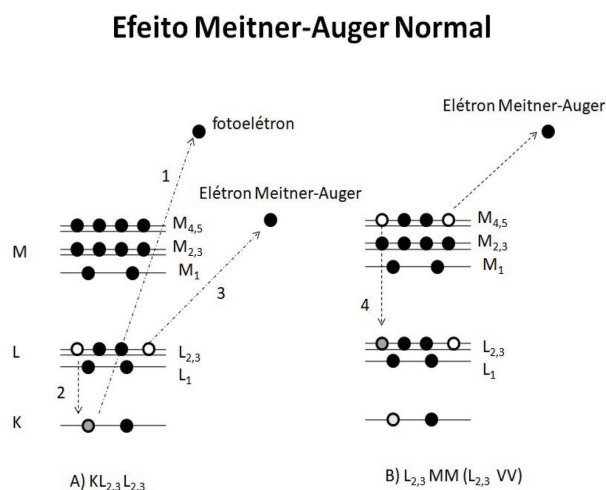 Efeito Meitner-Auger Normal
Elétron Meitner-Auger
fotoelétron
1
Elétron Meitner-Auger
M4,5
M2,3
M
M1
3
L
L2,3
L1
2
K
A) KL2,3 L2,3
M4,5
M2,3
M1
4
L2,3
L1
B) L2,3 MM (L2,3 VV)